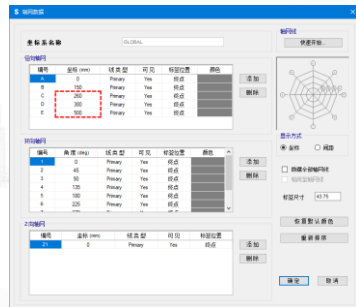 S 轴网数据
坐标系名称 GLOBAL
径向轴网
编号 坐标 (mm) 线类型 可见 标签位置 颜色
A 0 Primary Yes 终点
B 150 Primary Yes 终点
C 260 Primary Yes 终点
D 380 Primary Yes 终点
E 500 Primary Yes 终点
添加
删除
环向轴网
编号 角度 (deg) 线类型 可见 标签位置 颜色
1 0 Primary Yes 终点
2 45 Primary Yes 终点
3 90 Primary Yes 终点
4 135 Primary Yes 终点
5 180 Primary Yes 终点
6 225 Primary Yes 终点
添加
删除
Z向轴网
编号 坐标 (mm) 线类型 可见 标签位置
Z1 0 Primary Yes 终点
添加
删除
轴网线
快速开始...
显示方式
坐标 间距
隐藏全部轴网线
标签尺寸 43.75
恢复默认颜色
重新排序
确定 取消